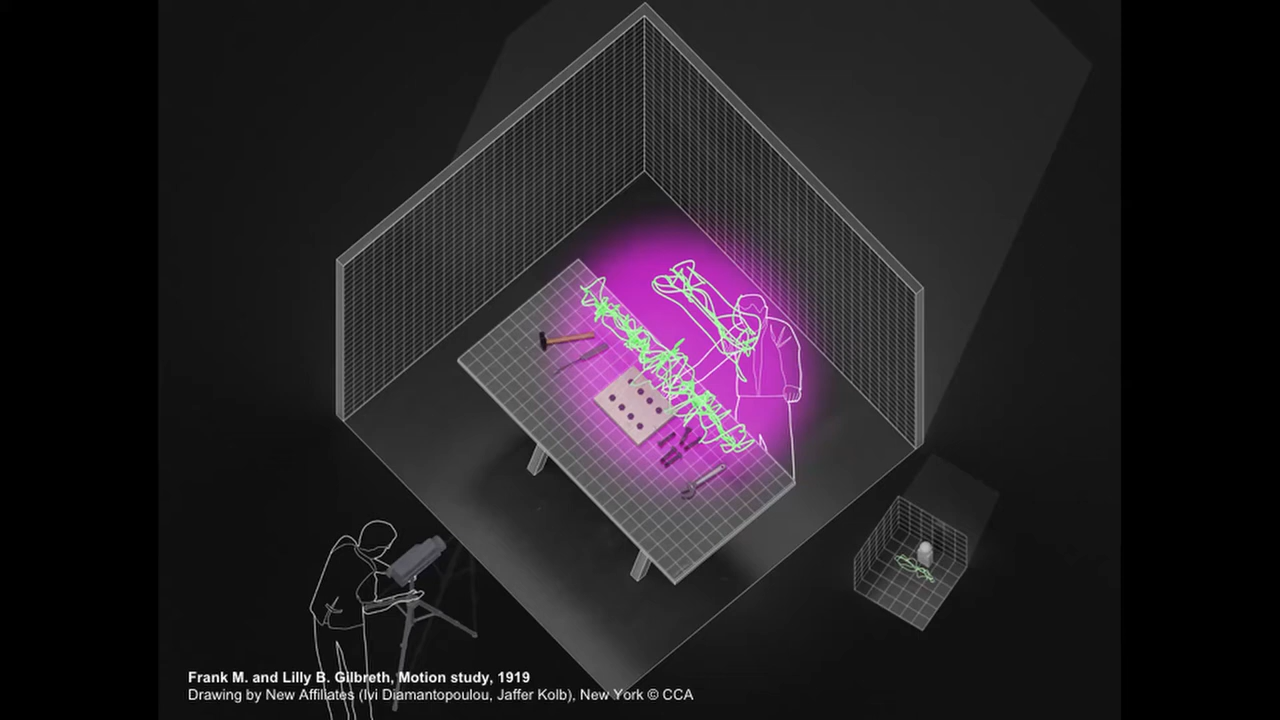 Frank M. and Lilly B. Gilbreth, Motion study, 1919
Drawing by New Affiliates (Ivi Diamantopoulou, Jaffer Kolb), New York © CCA